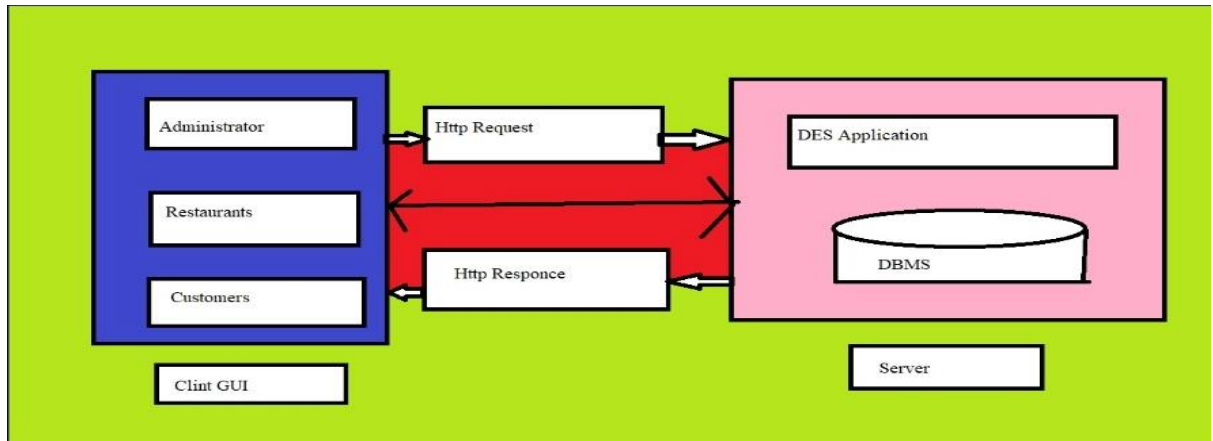 Administrator
Restaurants
Customers
Clint GUI
Http Request
Http Responce
DES Application
DBMS
Server